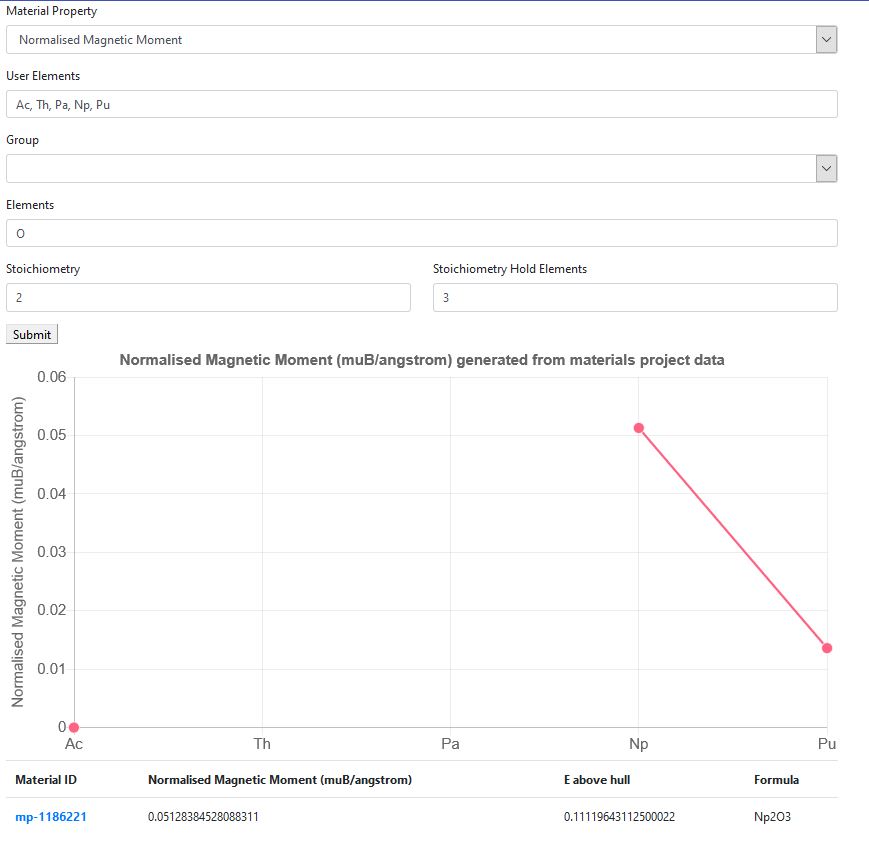 Material Property
Normalised Magnetic Moment
User Elements
Ac, Th, Pa, Np, Pu
Group
Elements
O
Stoichiometry Stoichiometry Hold Elements
2 3
Submit
Normalised Magnetic Moment (muB/angstrom) generated from materials project data
Normalised Magnetic Moment (muB/angstrom)
0.06
0.05
0.04
0.03
0.02
0.01
0
Ac Th Pa Np Pu
Material ID Normalised Magnetic Moment (muB/angstrom) E above hull Formula
mp-1186221 0.05128384528088311 0.11119643112500022 Np2O3